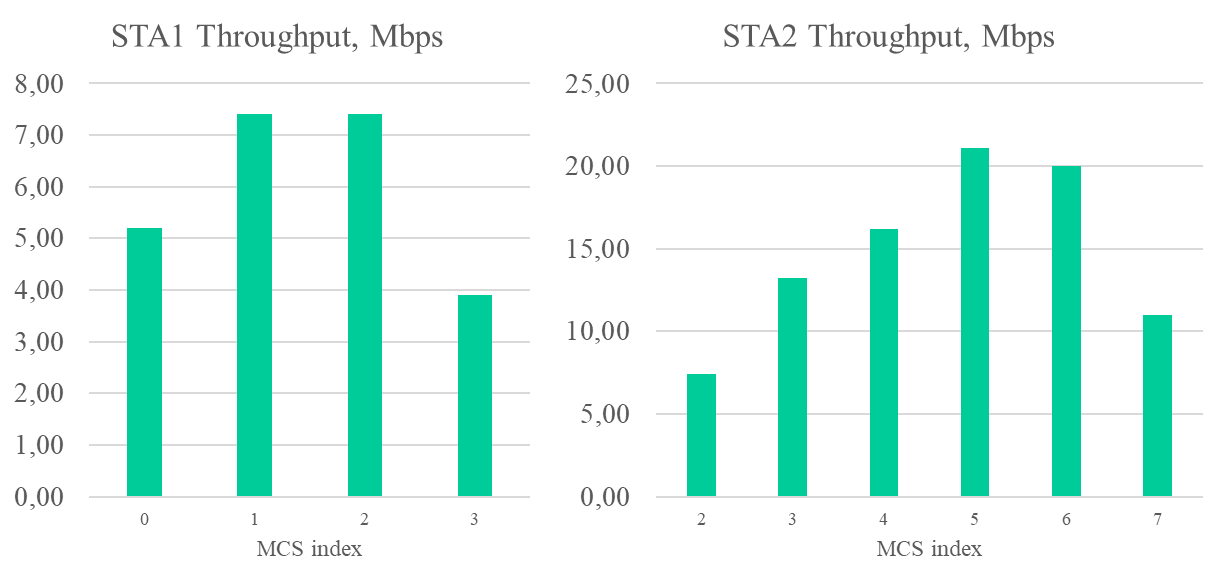 STA1 Throughput, Mbps
8,00
7,00
6,00
5,00
4,00
3,00
2,00
1,00
0,00
0 1 2 3
MCS index
STA2 Throughput, Mbps
25,00
20,00
15,00
10,00
5,00
0,00
2 3 4 5 6 7
MCS index